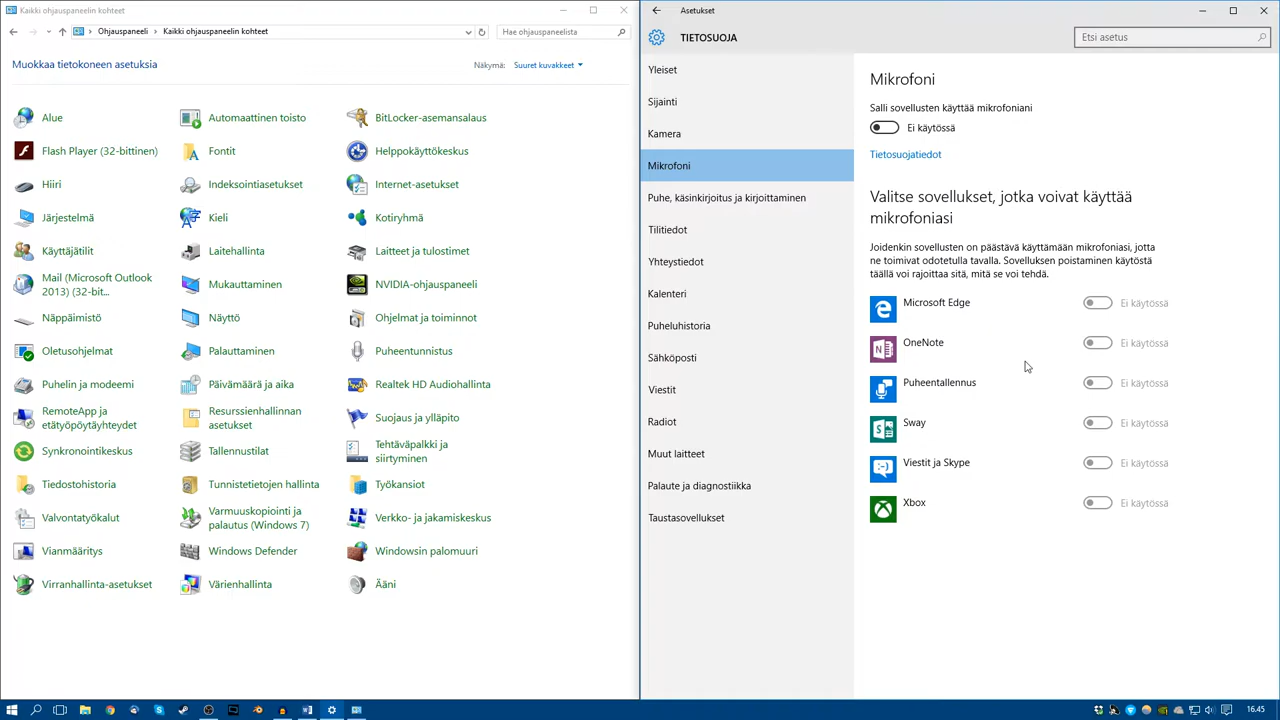 Kaikki ohjauspaneelin kohteet
Ohjauspaneeli > Kaikki ohjauspaneelin kohteet
Hae ohjauspaneelista
Muokkaa tietokoneen asetuksia
Näkymä: Suuret kuvakkeet
Alue
Automaattinen toisto
BitLocker-asemansalaus
Flash Player (32-bittinen)
Fontit
Helppokäyttökeskus
Hiiri
Indeksointiasetukset
Internet-asetukset
Järjestelmä
Kieli
Kotiryhmä
Käyttäjätilit
Laitehallinta
Laitteet ja tulostimet
Mail (Microsoft Outlook
2013) (32-bit...
Mukauttaminen
NVIDIA-ohjauspaneeli
Näppäimistö
Näyttö
Ohjelmat ja toiminnot
Oletusohjelmat
Palauttaminen
Puheentunnistus
Puhelin ja modeemi
Päivämäärä ja aika
Realtek HD Audiohallinta
RemoteApp ja
etätyöpöytäyhteydet
Resurssienhallinnan
asetukset
Suojaus ja ylläpito
Synkronointikeskus
Tallennustilat
Tehtäväpalkki ja
siirtyminen
Tiedostohistoria
Tunnistetietojen hallinta
Työkansiot
Valvontatyökalut
Varmuuskopiointi ja
palautus (Windows 7)
Verkko- ja jakamiskeskus
Vianmääritys
Windows Defender
Windowsin palomuuri
Virranhallinta-asetukset
Värienhallinta
Ääni
Asetukset
TIETOSUOJA
Etsi asetus
Yleiset
Sijainti
Kamera
Mikrofoni
Puhe, käsinkirjoitus ja kirjoittaminen
Tilitiedot
Yhteystiedot
Kalenteri
Puheluhistoria
Sähköposti
Viestit
Radiot
Muut laitteet
Palaute ja diagnostiikka
Taustasovellukset
Mikrofoni
Salli sovellusten käyttää mikrofoniani
Ei käytössä
Tietosuojatiedot
Valitse sovellukset, jotka voivat käyttää
mikrofoniasi
Joidenkin sovellusten on päästävä käyttämään mikrofoniasi, jotta
ne toimivat odotetulla tavalla. Sovelluksen poistaminen käytöstä
täällä voi rajoittaa sitä, mitä se voi tehdä.
Microsoft Edge Ei käytössä
OneNote Ei käytössä
Puheentallennus Ei käytössä
Sway Ei käytössä
Viestit ja Skype Ei käytössä
Xbox Ei käytössä
16.45